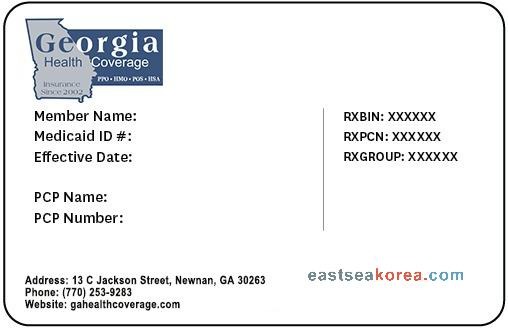 Georgia
Health Coverage
PPO • HMO • POS • HSA
Insurance
Since 2002
Member Name:
Medicaid ID #:
Effective Date:
PCP Name:
PCP Number:
RXBIN: XXXXXX
RXPCN: XXXXXX
RXGROUP: XXXXXX
Address: 13 C Jackson Street, Newnan, GA 30263
Phone: (770) 253-9283
Website: gahealthcoverage.com
eastseakorea.com